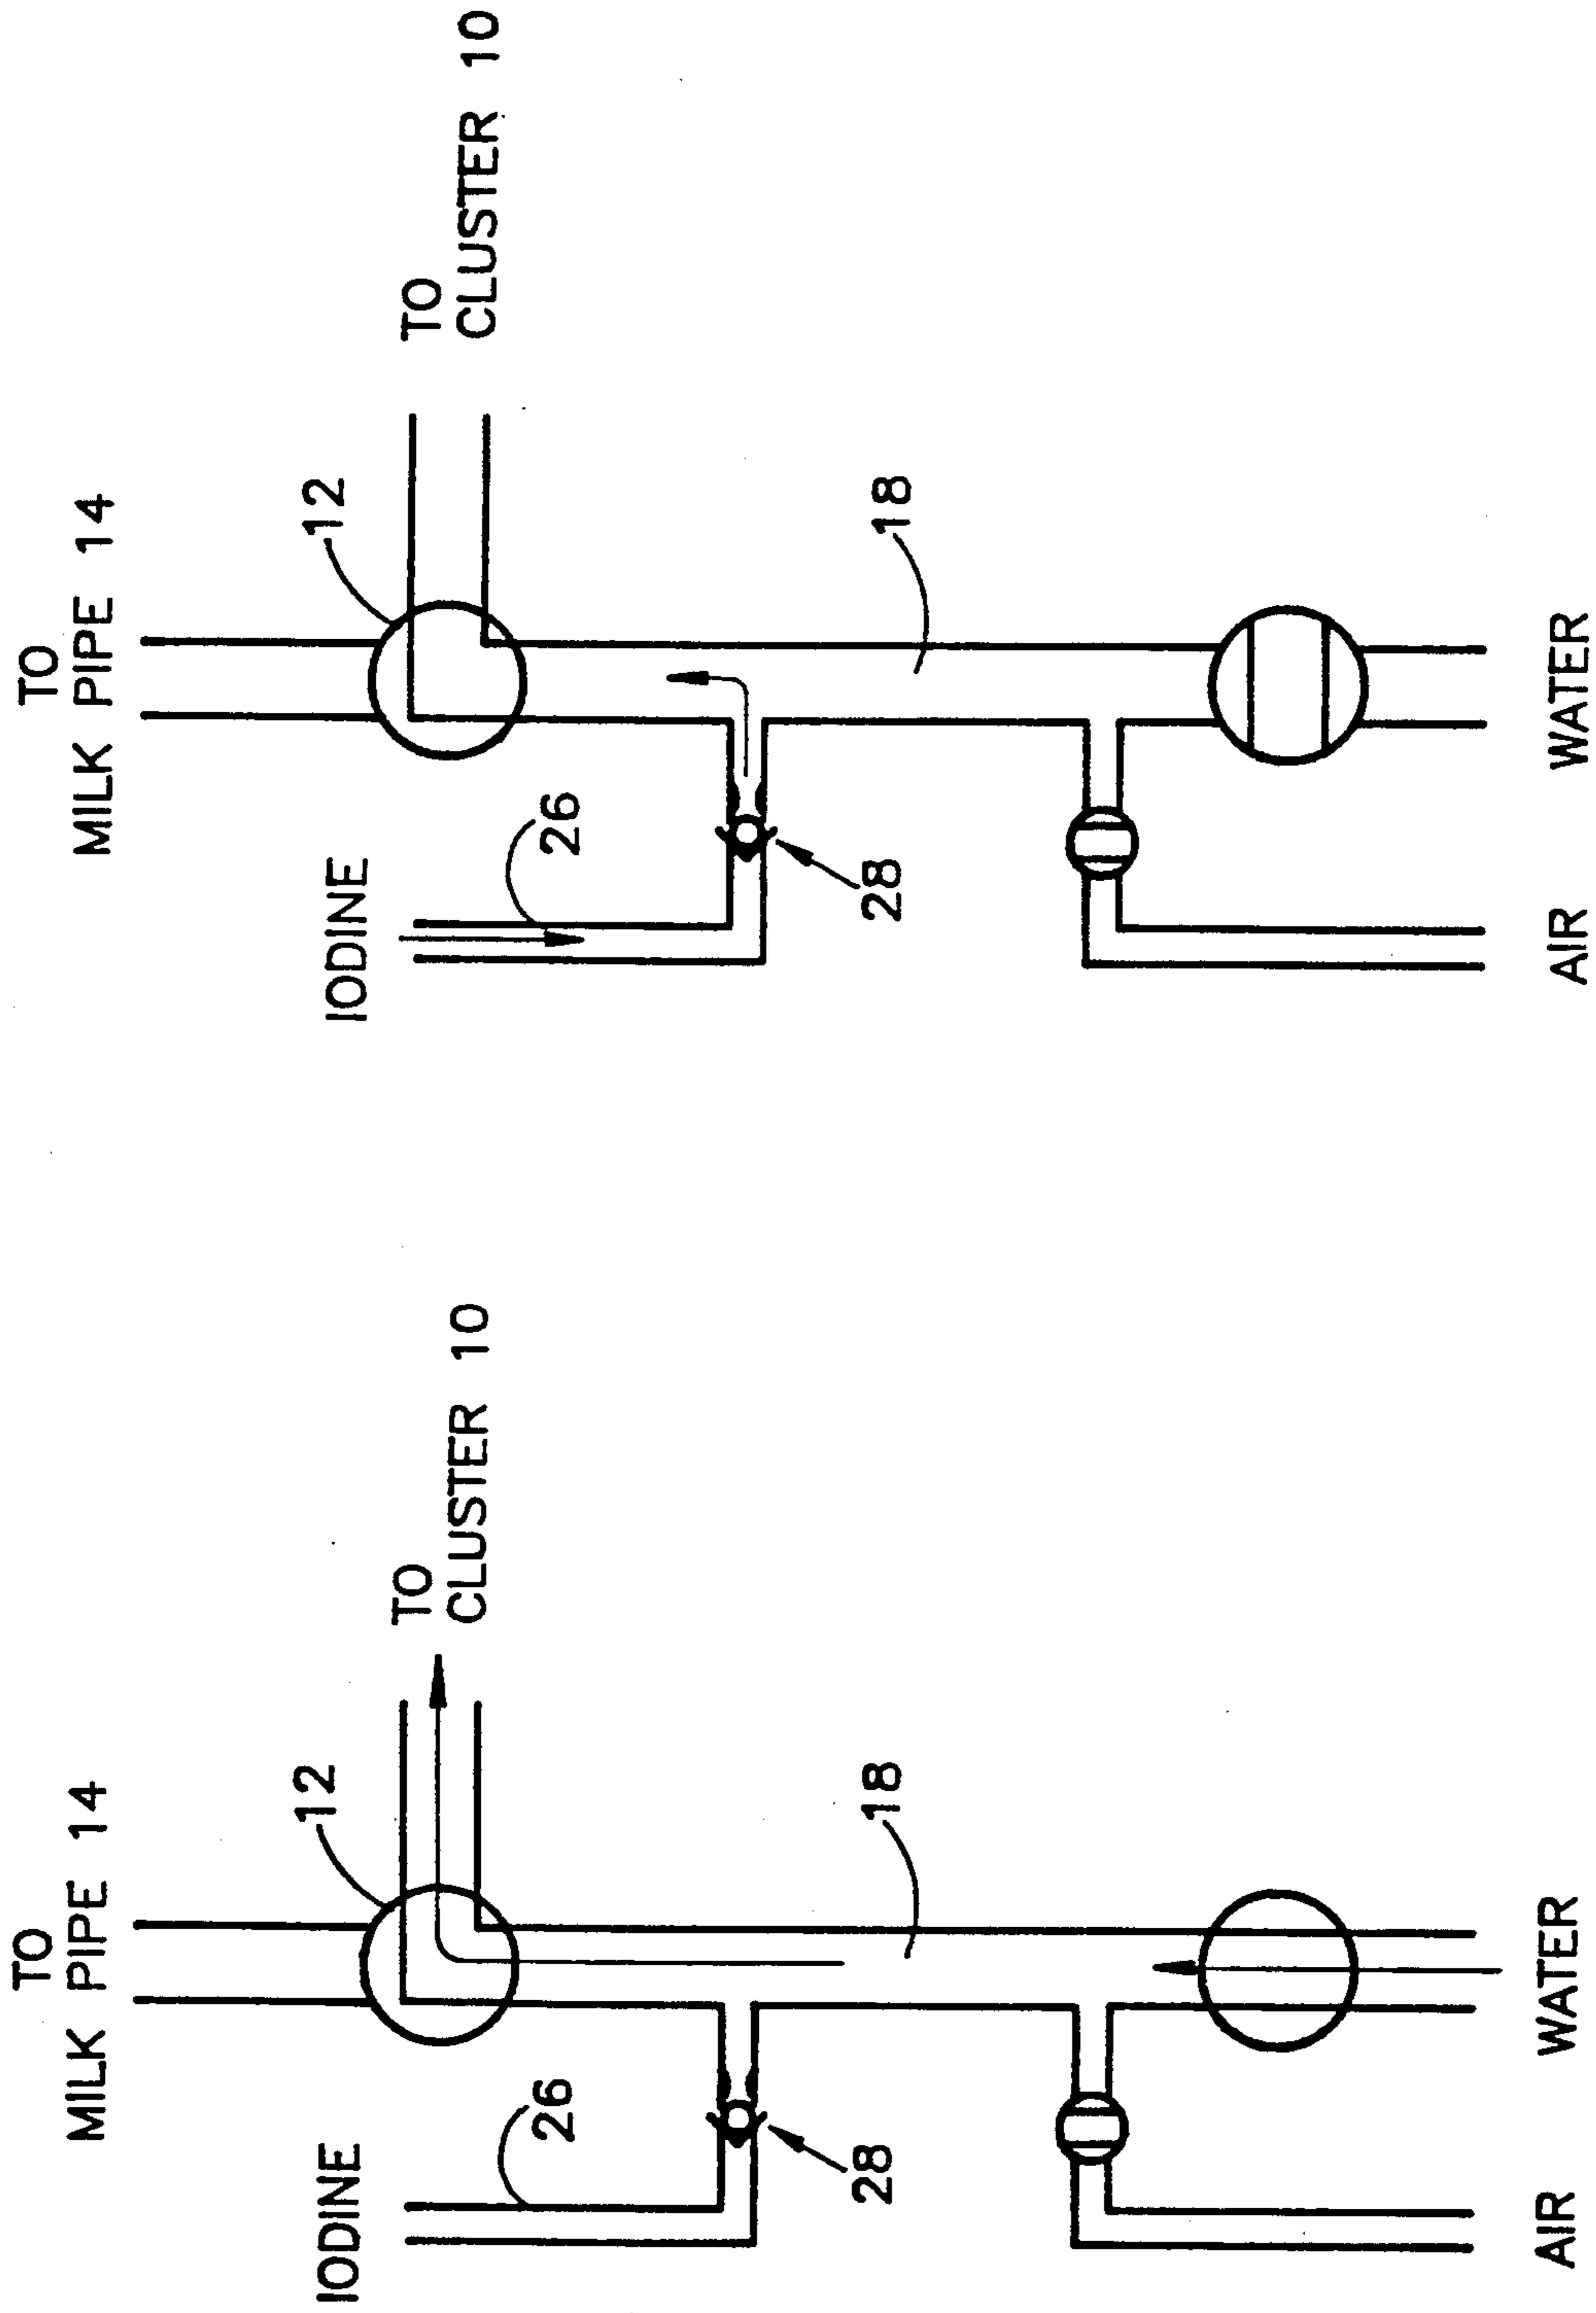 TO
MILK PIPE 14
12
TO
CLUSTER 10
IODINE
26
28
18
AIR
WATER
TO
MILK PIPE 14
12
TO
CLUSTER 10
IODINE
26
28
18
AIR
WATER